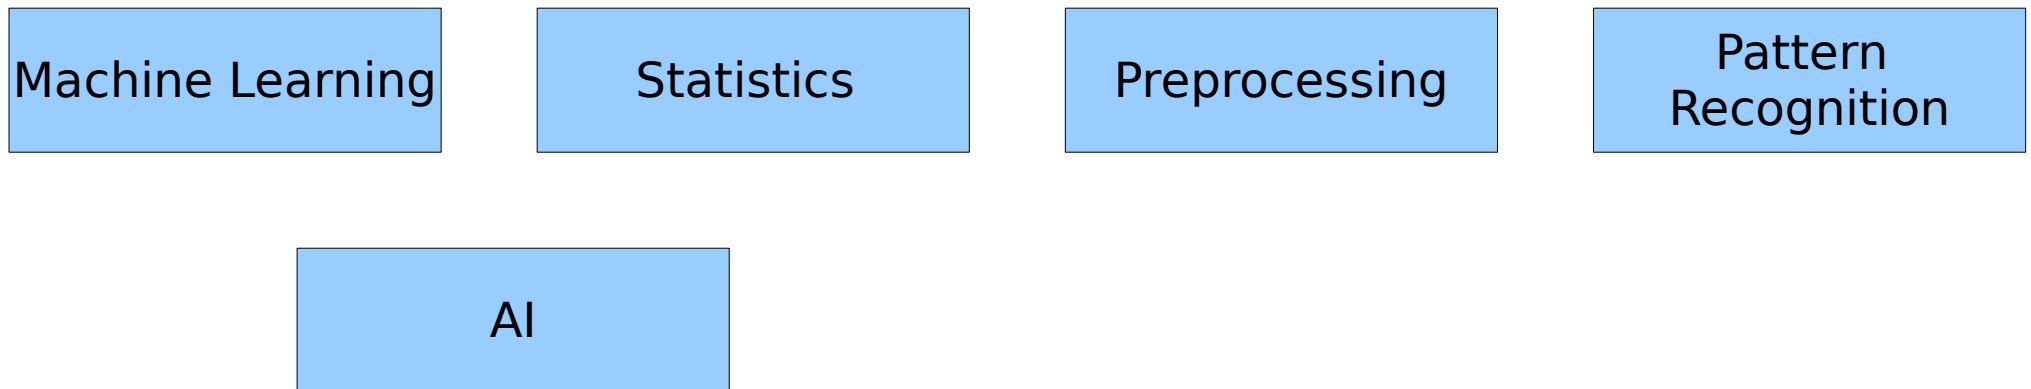 Machine Learning
Statistics
Preprocessing
Pattern
Recognition
AI